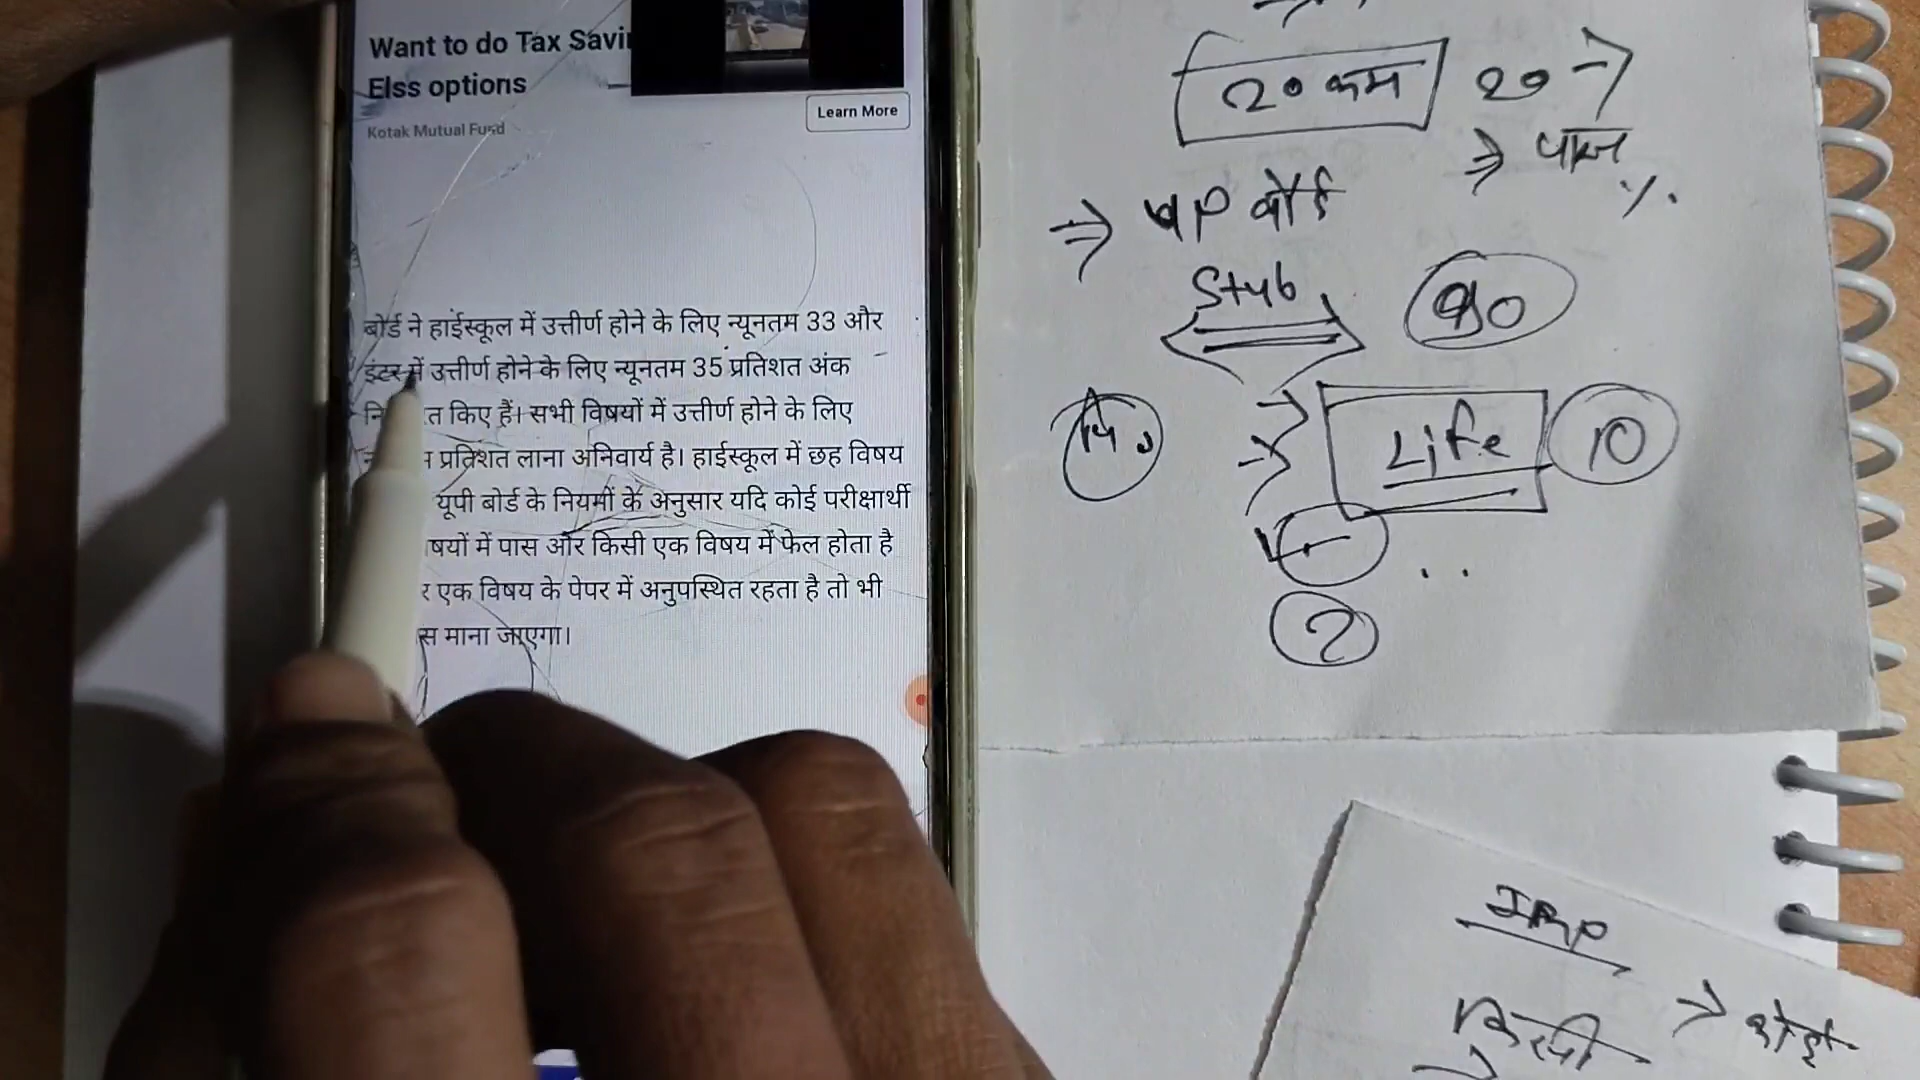 Want to do Tax Savi
Elss options
Learn More
Kotak Mutual Fund
बोर्ड ने हाईस्कूल में उत्तीर्ण होने के लिए न्यूनतम 33 और
इंटर में उत्तीर्ण होने के लिए न्यूनतम 35 प्रतिशत अंक
किए हैं। सभी विषयों में उत्तीर्ण होने के लिए
प्रतिशत लाना अनिवार्य है। हाईस्कूल में छह विषय
यूपी बोर्ड के नियमों के अनुसार यदि कोई परीक्षार्थी
षयों में पास और किसी एक विषय में फेल होता है
र एक विषय के पेपर में अनुपस्थित रहता है तो भी
स माना जाएगा।
20 कम 20
%.
UP बोर्ड
90
Life 10
2
IMP
किसी कोई